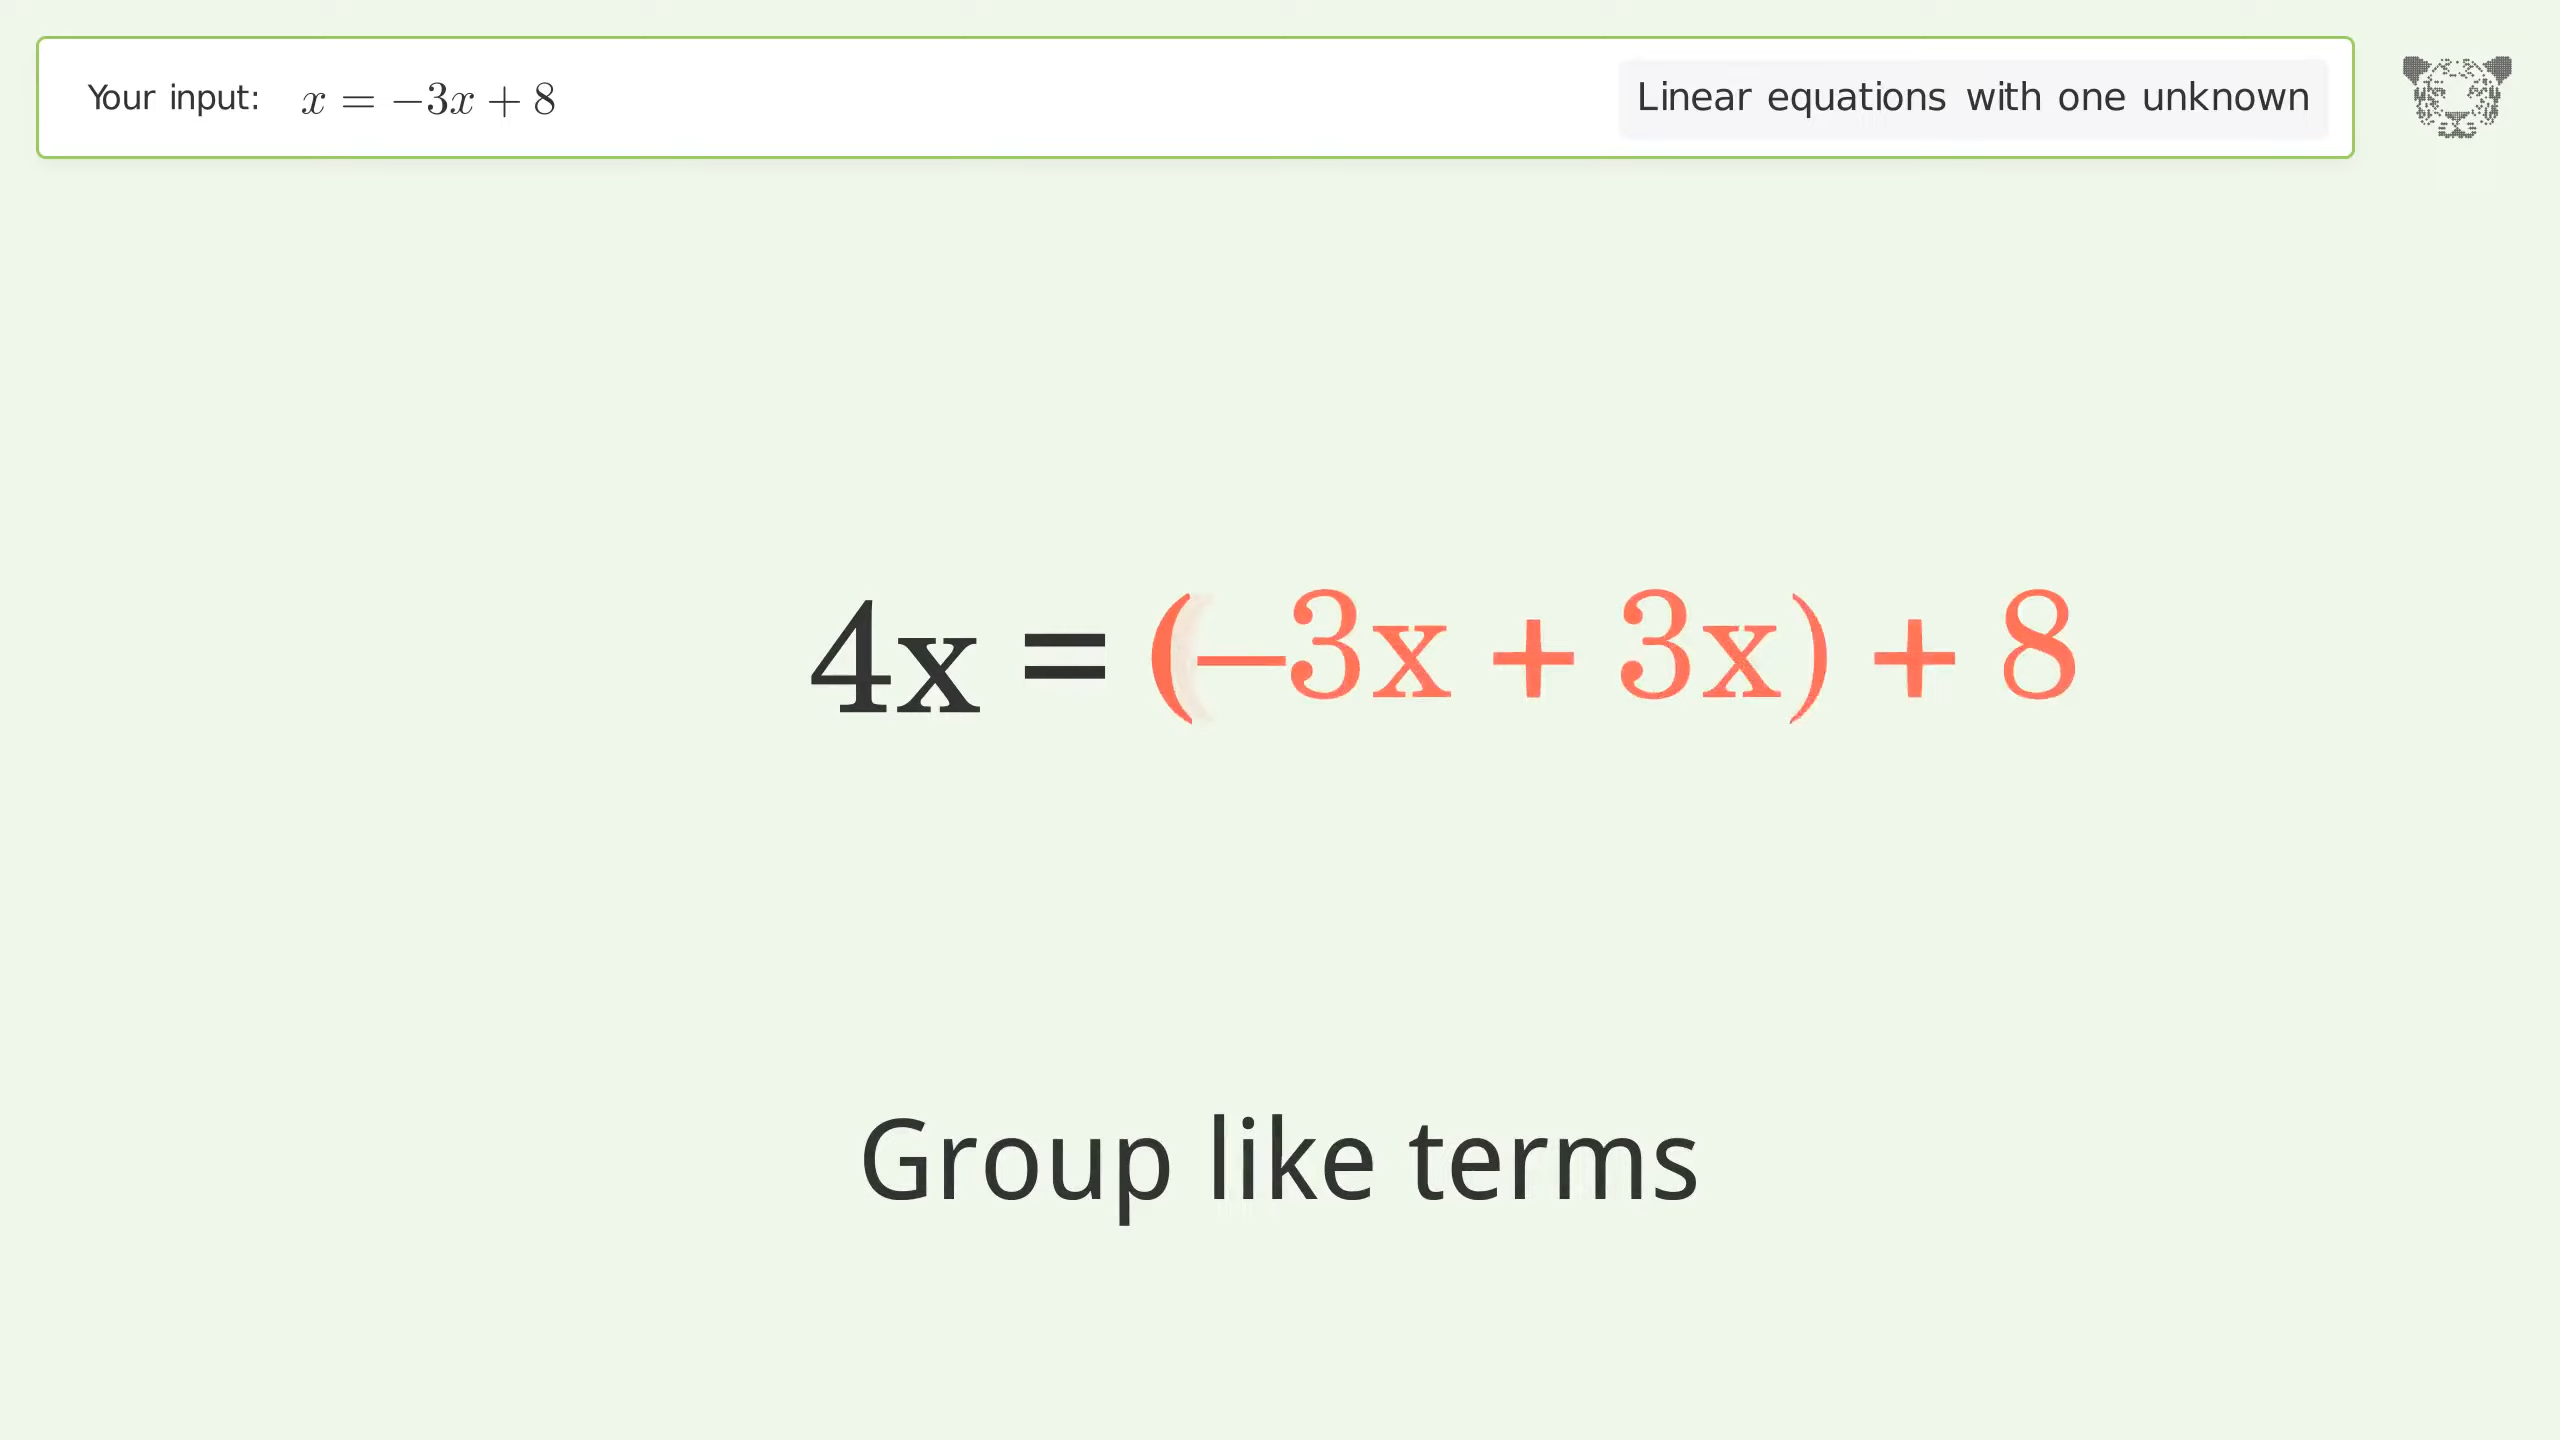 Your input: x = −3x + 8
Linear equations with one unknown
4x = (−3x + 3x) + 8
Group like terms